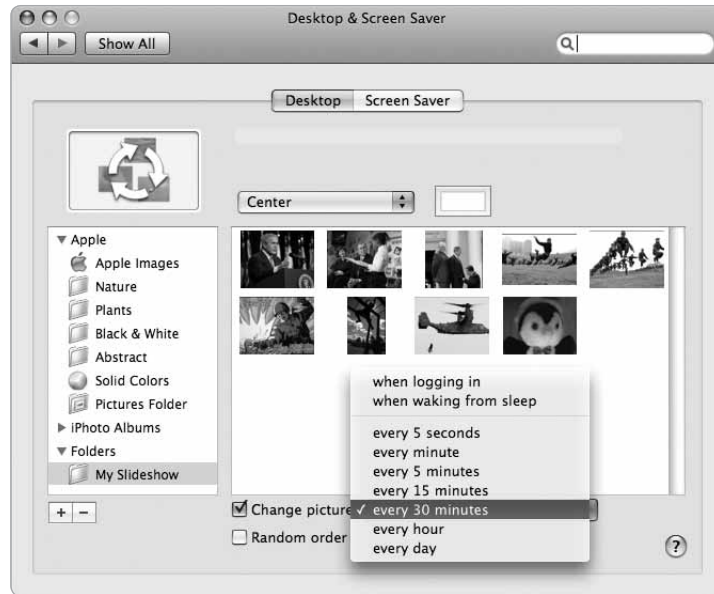 Desktop & Screen Saver
Show All
Desktop Screen Saver
Center
Apple
Apple Images
Nature
Plants
Black & White
Abstract
Solid Colors
Pictures Folder
iPhoto Albums
Folders
My Slideshow
+ −
when logging in
when waking from sleep
every 5 seconds
every minute
every 5 minutes
every 15 minutes
Change picture ✓ every 30 minutes
every hour
Random order
every day
?